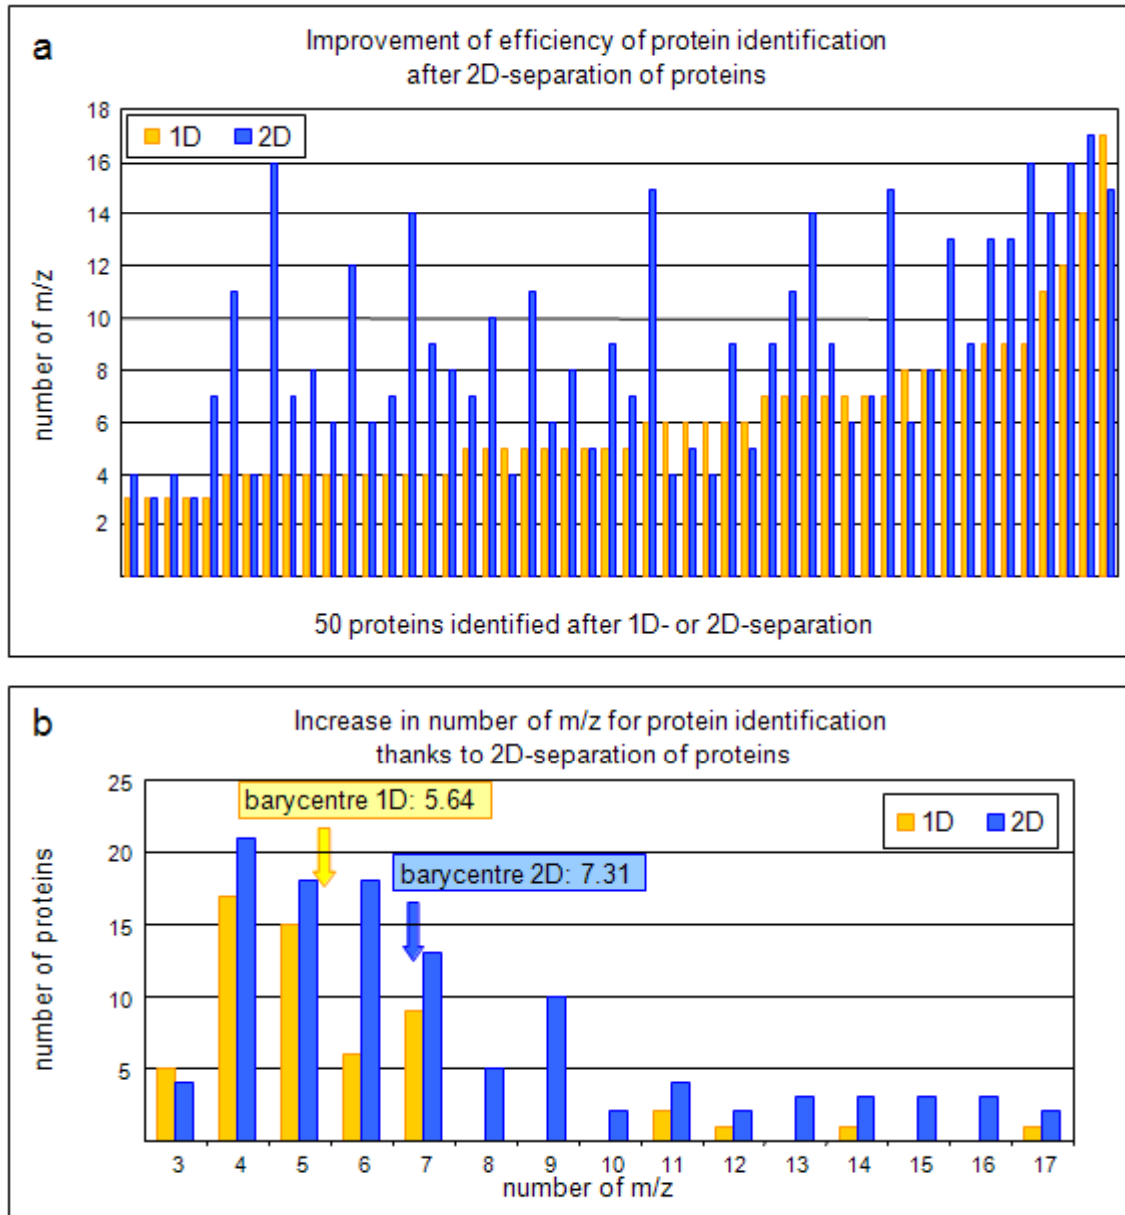 a
Improvement of efficiency of protein identification
after 2D-separation of proteins
1D 2D
number of m/z
18
16
14
12
10
8
6
4
2
50 proteins identified after 1D- or 2D-separation
b
Increase in number of m/z for protein identification
thanks to 2D-separation of proteins
barycentre 1D: 5.64
1D 2D
barycentre 2D: 7.31
number of proteins
25
20
15
10
5
3 4 5 6 7 8 9 10 11 12 13 14 15 16 17
number of m/z